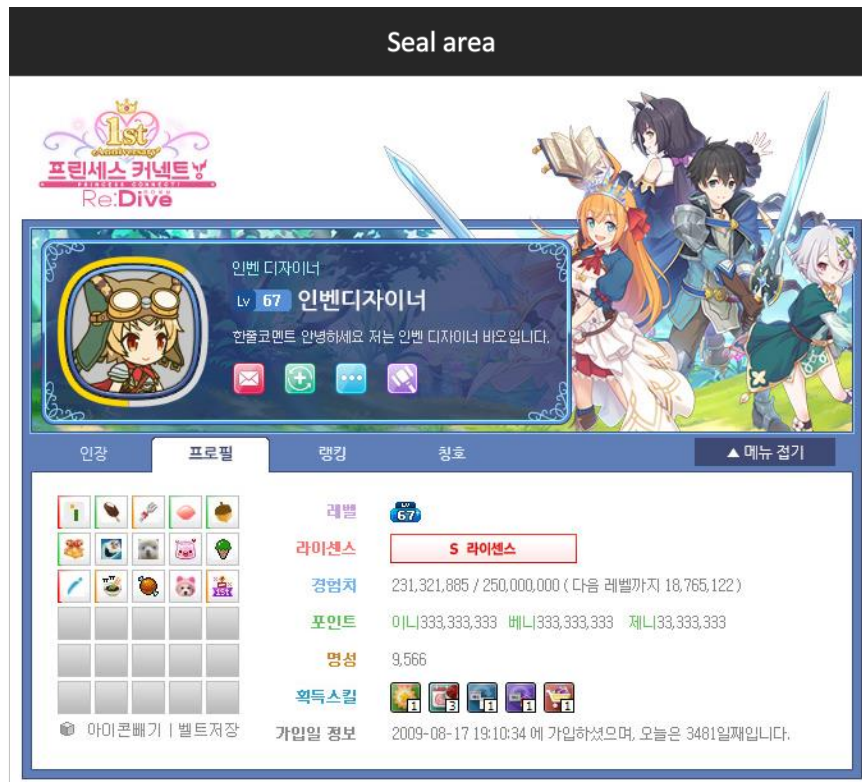 Seal area
1st
Anniversary
프린세스 커넥트!
PRINCESS CONNECT!
Re:Dive
인벤 디자이너
Lv 67 인벤디자이너
한줄코멘트 안녕하세요 저는 인벤 디자이너 바오입니다.
인장 프로필 랭킹 칭호 ▲ 메뉴 접기
레벨 LV 67
라이센스 S 라이센스
경험치 231,321,885 / 250,000,000 ( 다음 레벨까지 18,765,122 )
포인트 이니333,333,333 베니333,333,333 제니33,333,333
명성 9,566
획득스킬 1 3 1 1 1
아이콘빼기 | 벨트저장
가입일 정보 2009-08-17 19:10:34 에 가입하셨으며, 오늘은 3481일째입니다.